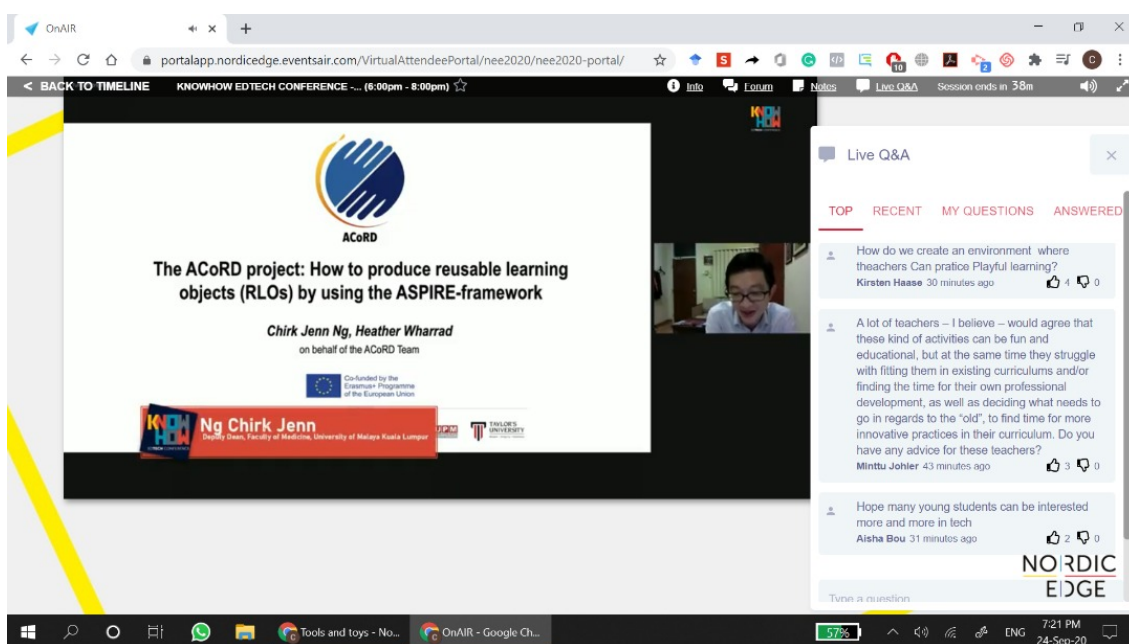 OnAIR
portalapp.nordicedge.eventsair.com/VirtualAttendeePortal/nee2020/nee2020-portal/
S
10
2
C
< BACK TO TIMELINE KNOWHOW EDTECH CONFERENCE -... (6:00pm - 8:00pm)
Info Forum Notes Live Q&A Session ends in 38m
KNOW
HOW
ACoRD
The ACoRD project: How to produce reusable learning
objects (RLOs) by using the ASPIRE-framework
Chirk Jenn Ng, Heather Wharrad
on behalf of the ACoRD Team
Co-funded by the
Erasmus+ Programme
of the European Union
KNOW
HOW
EDTECH CONFERENCE
Ng Chirk Jenn
Deputy Dean, Faculty of Medicine, University of Malaya Kuala Lumpur
UPM
TAYLOR'S
UNIVERSITY
Live Q&A
TOP RECENT MY QUESTIONS ANSWERED
How do we create an environment where
theachers Can pratice Playful learning?
Kirsten Haase 30 minutes ago 4 0
A lot of teachers – I believe – would agree that
these kind of activities can be fun and
educational, but at the same time they struggle
with fitting them in existing curriculums and/or
finding the time for their own professional
development, as well as deciding what needs to
go in regards to the “old”, to find time for more
innovative practices in their curriculum. Do you
have any advice for these teachers?
Minttu Johler 43 minutes ago 3 0
Hope many young students can be interested
more and more in tech
Aisha Bou 31 minutes ago 2 0
NORDIC
EDGE
Type a question
Tools and toys - No... OnAIR - Google Ch...
57% ENG 7:21 PM
24-Sep-20